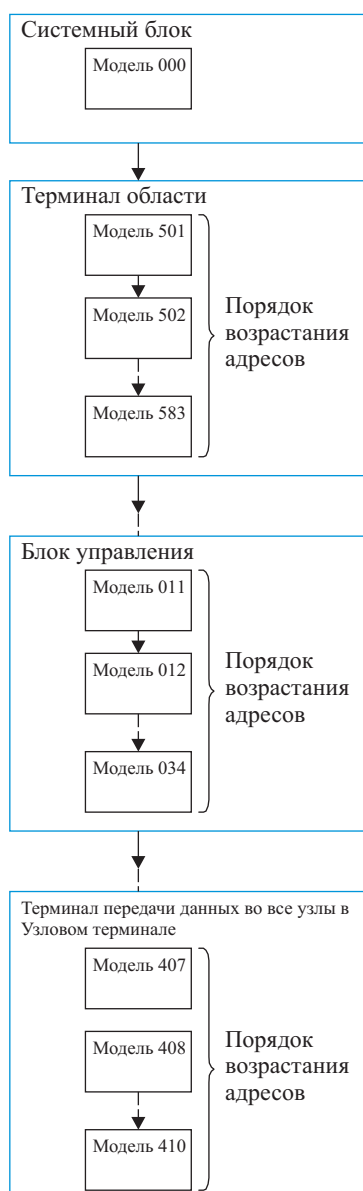 Системный блок
Модель 000
Терминал области
Модель 501
Модель 502
Модель 583
Порядок
возрастания
адресов
Блок управления
Модель 011
Модель 012
Модель 034
Порядок
возрастания
адресов
Терминал передачи данных во все узлы в
Узловом терминале
Модель 407
Модель 408
Модель 410
Порядок
возрастания
адресов